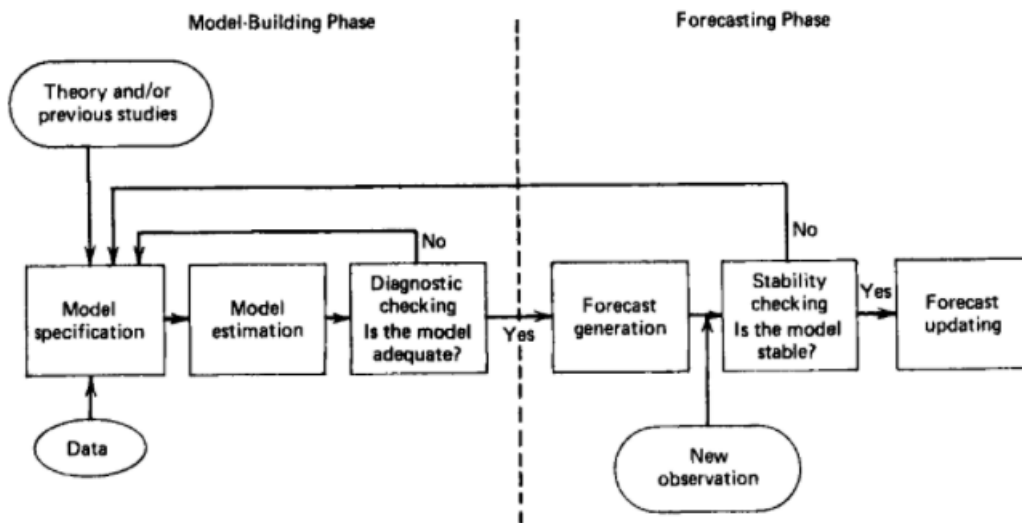 Model-Building Phase
Forecasting Phase
Theory and/or
previous studies
No
No
Model
specification
Model
estimation
Diagnostic
checking
Is the model
adequate?
Yes
Forecast
generation
Stability
checking
Is the model
stable?
Yes
Forecast
updating
Data
New
observation